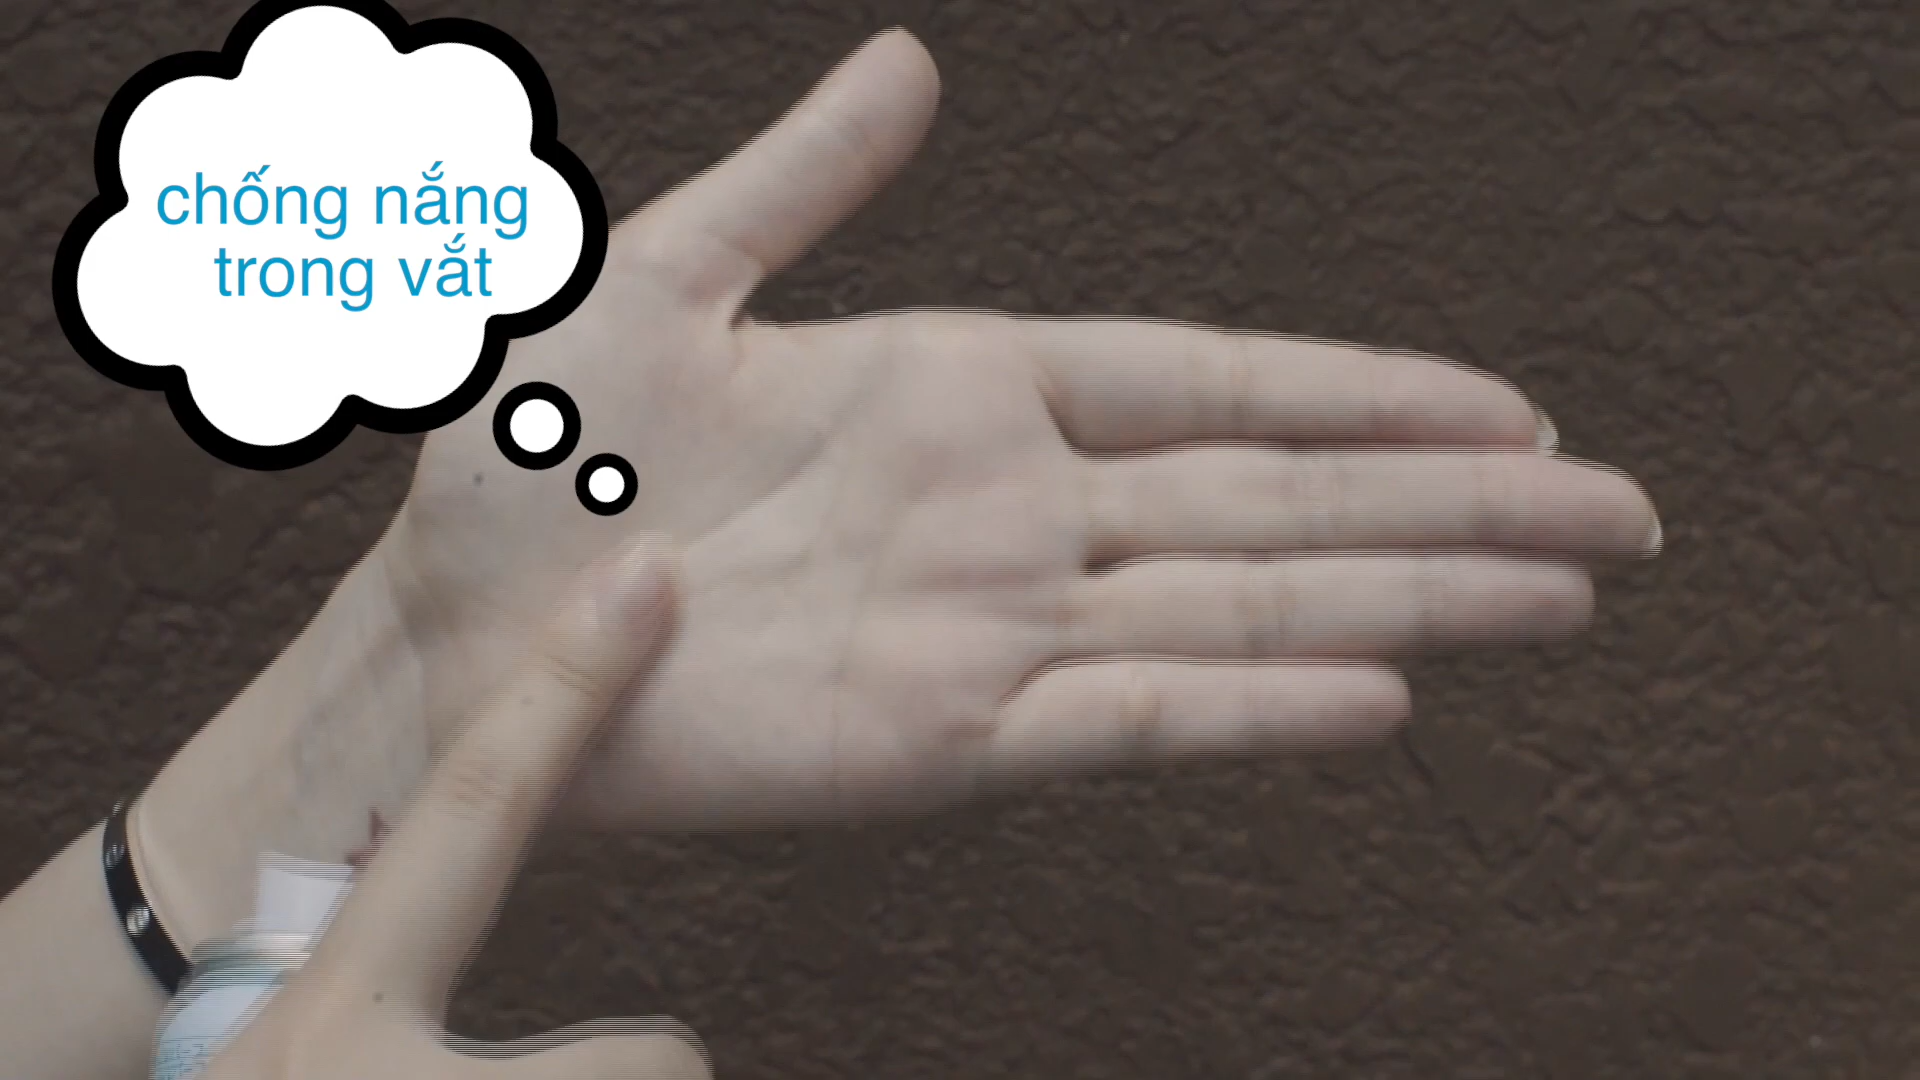 chống nắng
trong vắt